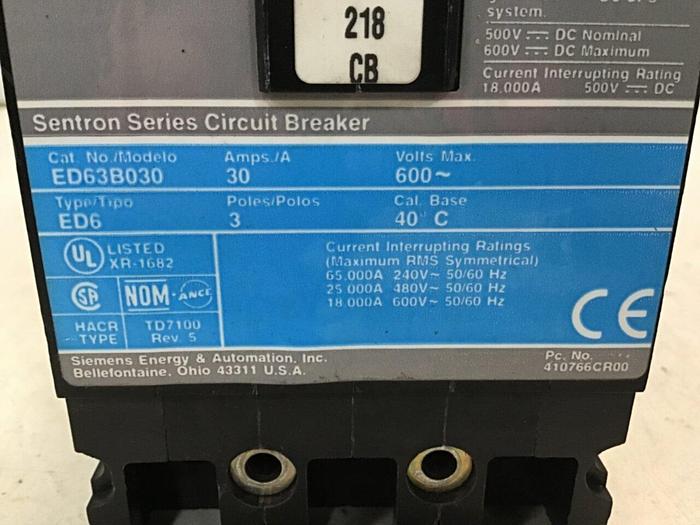 218
CB
system.
500V ⎓ DC Nominal
600V ⎓ DC Maximum
Current Interrupting Rating
18,000A 500V ⎓ DC
Sentron Series Circuit Breaker
Cat. No./Modelo Amps./A Volts Max.
ED63B030 30 600~
Type/Tipo Poles/Polos Cal. Base
ED6 3 40° C
UL LISTED
XR-1682
SA NOM-ANCE
HACR TD7100
TYPE Rev. 5
Current Interrupting Ratings
(Maximum RMS Symmetrical)
65,000A 240V~ 50/60 Hz
25,000A 480V~ 50/60 Hz
18,000A 600V~ 50/60 Hz
CE
Siemens Energy & Automation, Inc.
Bellefontaine, Ohio 43311 U.S.A.
Pc. No.
410766CR00